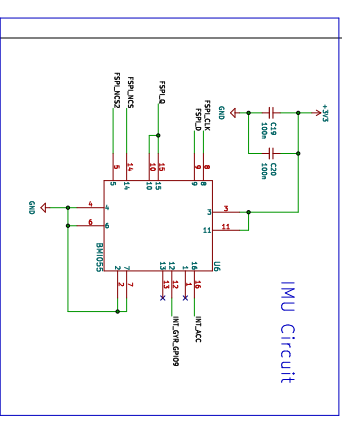 IMU Circuit
+3V3
C19
100n
C20
100n
GND
FSPI_CLK
FSPI_D
FSPI_Q
FSPI_NCS
FSPI_NCS2
8
9
15
10
14
5
8
9
15
10
14
5
3
3
11
11
4
4
6
6
GND
BMI055
U6
2
7
13
12
1
16
2
7
13
12
1
16
INT_GYR_GPIO9
INT_ACC